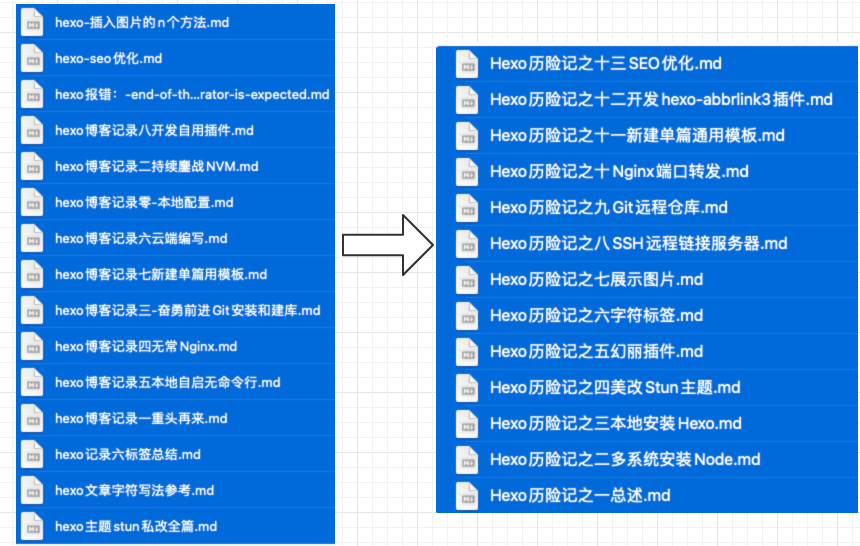 hexo-插入图片的n个方法.md
hexo-seo优化.md
hexo报错：-end-of-th...rator-is-expected.md
hexo博客记录八开发自用插件.md
hexo博客记录二持续鏖战NVM.md
hexo博客记录零-本地配置.md
hexo博客记录六云端编写.md
hexo博客记录七新建单篇用模板.md
hexo博客记录三-奋勇前进Git安装和建库.md
hexo博客记录四无常Nginx.md
hexo博客记录五本地自启无命令行.md
hexo博客记录一重头再来.md
hexo记录六标签总结.md
hexo文章字符写法参考.md
hexo主题stun私改全篇.md
Hexo历险记之十三SEO优化.md
Hexo历险记之十二开发hexo-abbrlink3插件.md
Hexo历险记之十一新建单篇通用模板.md
Hexo历险记之十Nginx端口转发.md
Hexo历险记之九Git远程仓库.md
Hexo历险记之八SSH远程链接服务器.md
Hexo历险记之七展示图片.md
Hexo历险记之六字符标签.md
Hexo历险记之五幻丽插件.md
Hexo历险记之四美改Stun主题.md
Hexo历险记之三本地安装Hexo.md
Hexo历险记之二多系统安装Node.md
Hexo历险记之一总述.md